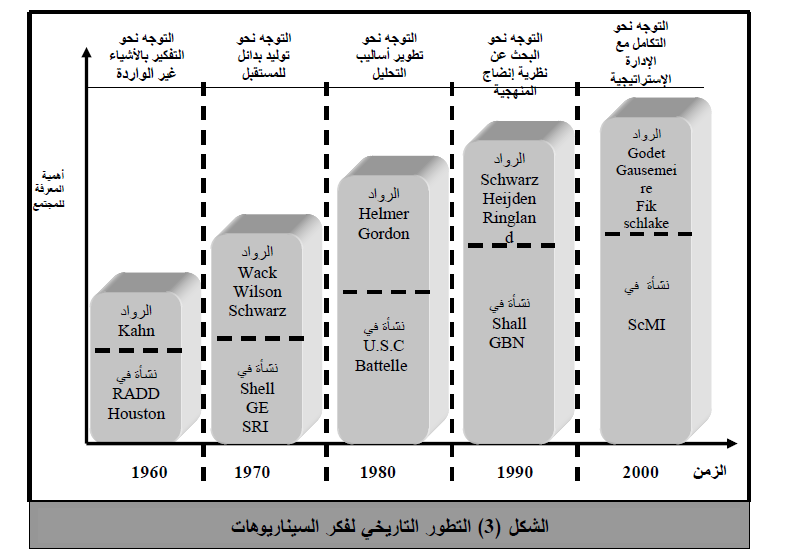 التوجه نحو
التفكير بالأشياء
غير الواردة
التوجه نحو
توليد بدائل
للمستقبل
التوجه نحو
تطوير أساليب
التحليل
التوجه نحو
البحث عن
نظرية إنضاج
المنهجية
التوجه نحو
التكامل مع
الإدارة
الإستراتيجية
أهمية
المعرفة
للمجتمع
الرواد
Kahn
نشأة في
RADD
Houston
الرواد
Wack
Wilson
Schwarz
نشأة في
Shell
GE
SRI
الرواد
Helmer
Gordon
نشأة في
U.S.C
Battelle
الرواد
Schwarz
Heijden
Ringlan
d
نشأة في
Shall
GBN
الرواد
Godet
Gausemei
re
Fik
schlake
نشأة في
ScMI
1960
1970
1980
1990
2000
الزمن
الشكل (3) التطور التاريخي لفكر السيناريوهات